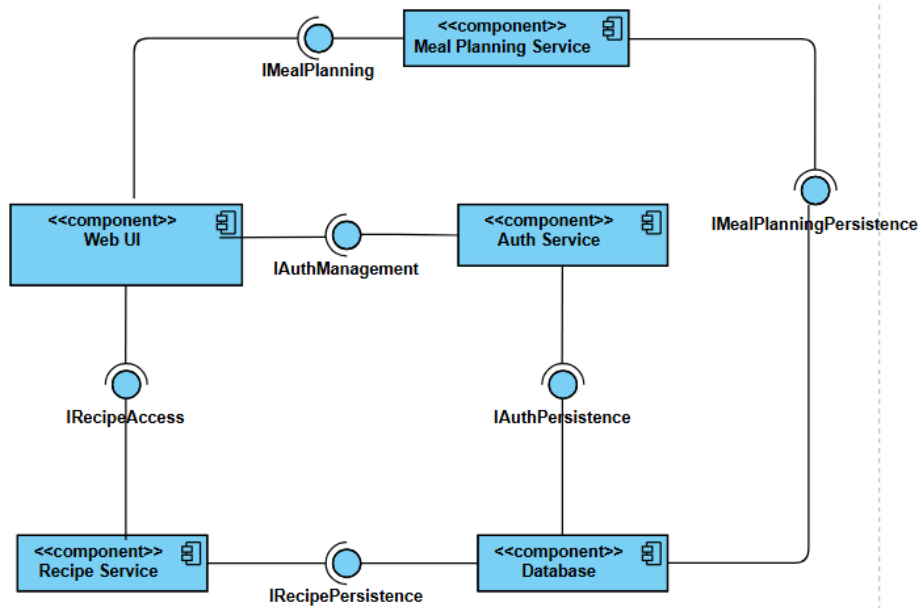 <<component>>
Meal Planning Service
IMealPlanning
<<component>>
Web UI
<<component>>
Auth Service
IMealPlanningPersistence
IAuthManagement
IRecipeAccess
IAuthPersistence
<<component>>
Recipe Service
<<component>>
Database
IRecipePersistence